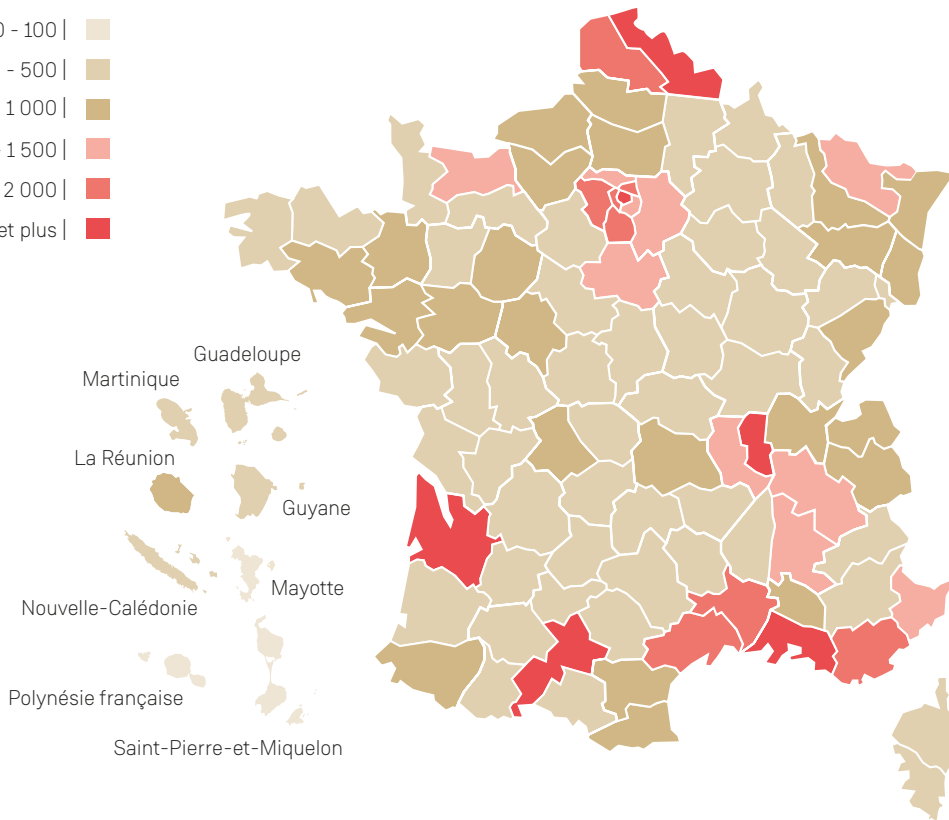 0 - 100 |
- 500 |
1 000 |
1 500 |
2 000 |
et plus |
Guadeloupe
Martinique
La Réunion
Guyane
Mayotte
Nouvelle-Calédonie
Polynésie française
Saint-Pierre-et-Miquelon